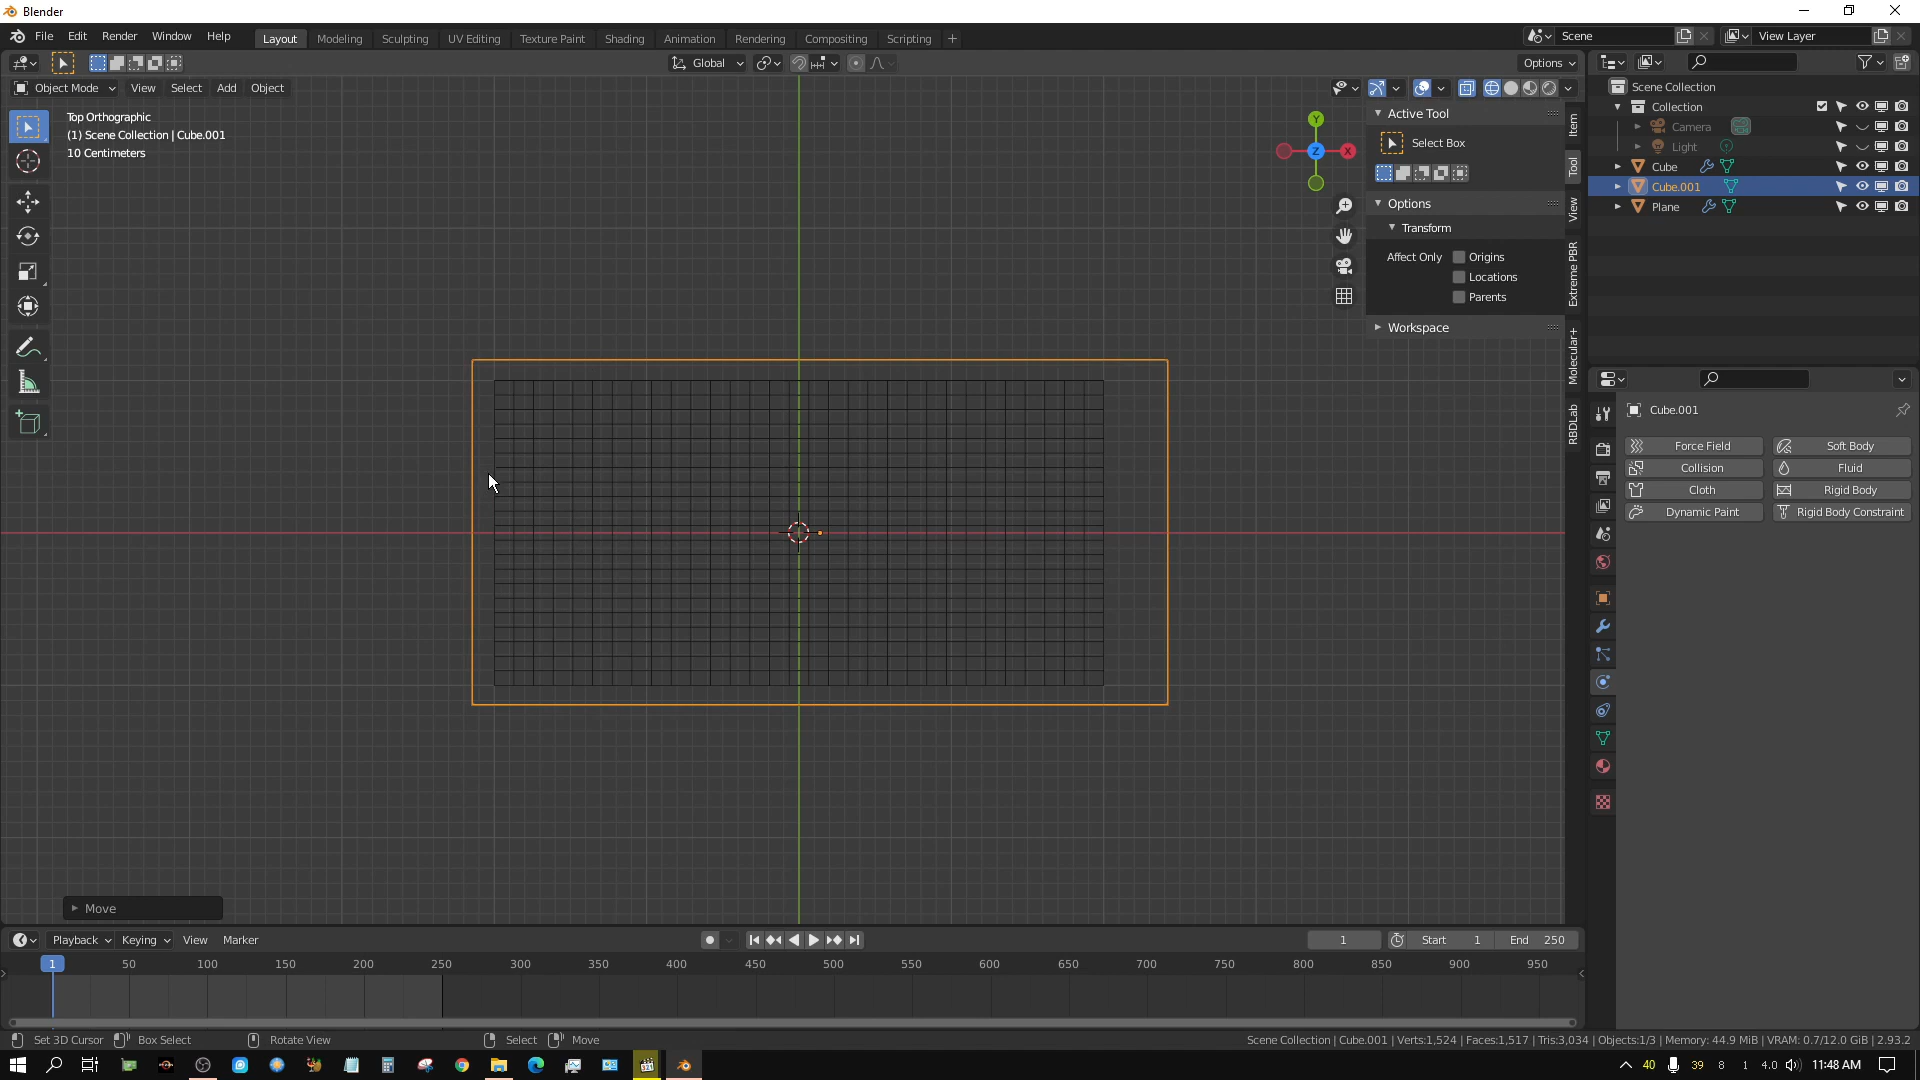 Blender
File Edit Render Window Help
Layout Modeling Sculpting UV Editing Texture Paint Shading Animation Rendering Compositing Scripting +
Scene
View Layer
Global
Options
Object Mode View Select Add Object
Top Orthographic
(1) Scene Collection | Cube.001
10 Centimeters
Y
Z
X
Active Tool
Select Box
Options
Transform
Affect Only Origins
Locations
Parents
Workspace
Item
Tool
View
Extreme PBR
Molecular+
RBDLab
Scene Collection
Collection
Camera
Light
Cube
Cube.001
Plane
Cube.001
Force Field Soft Body
Collision Fluid
Cloth Rigid Body
Dynamic Paint Rigid Body Constraint
Move
Playback Keying View Marker
1 Start 1 End 250
1 50 100 150 200 250 300 350 400 450 500 550 600 650 700 750 800 850 900 950
Set 3D Cursor Box Select Rotate View Select Move
Scene Collection | Cube.001 | Verts:1,524 | Faces:1,517 | Tris:3,034 | Objects:1/3 | Memory: 44.9 MiB | VRAM: 0.7/12.0 GiB | 2.93.2
40 39 8 1 4.0 11:48 AM